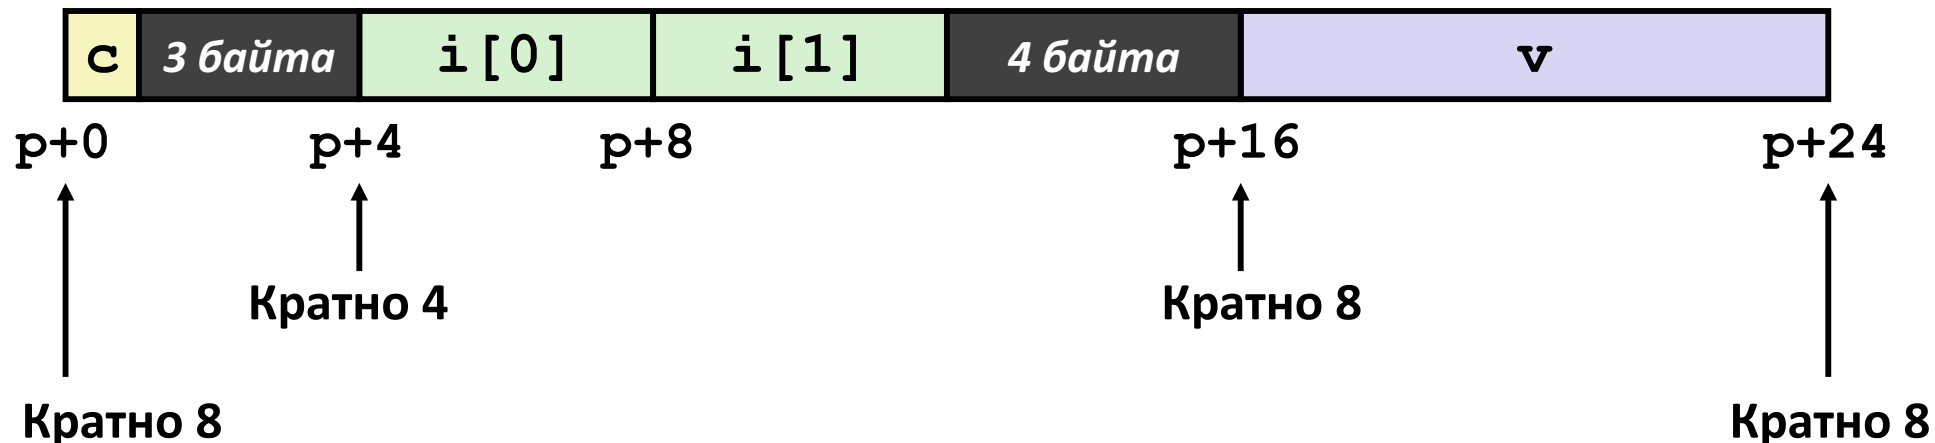 c 3 байта i[0] i[1] 4 байта v
p+0 p+4 p+8 p+16 p+24
Кратно 4 Кратно 8
Кратно 8 Кратно 8